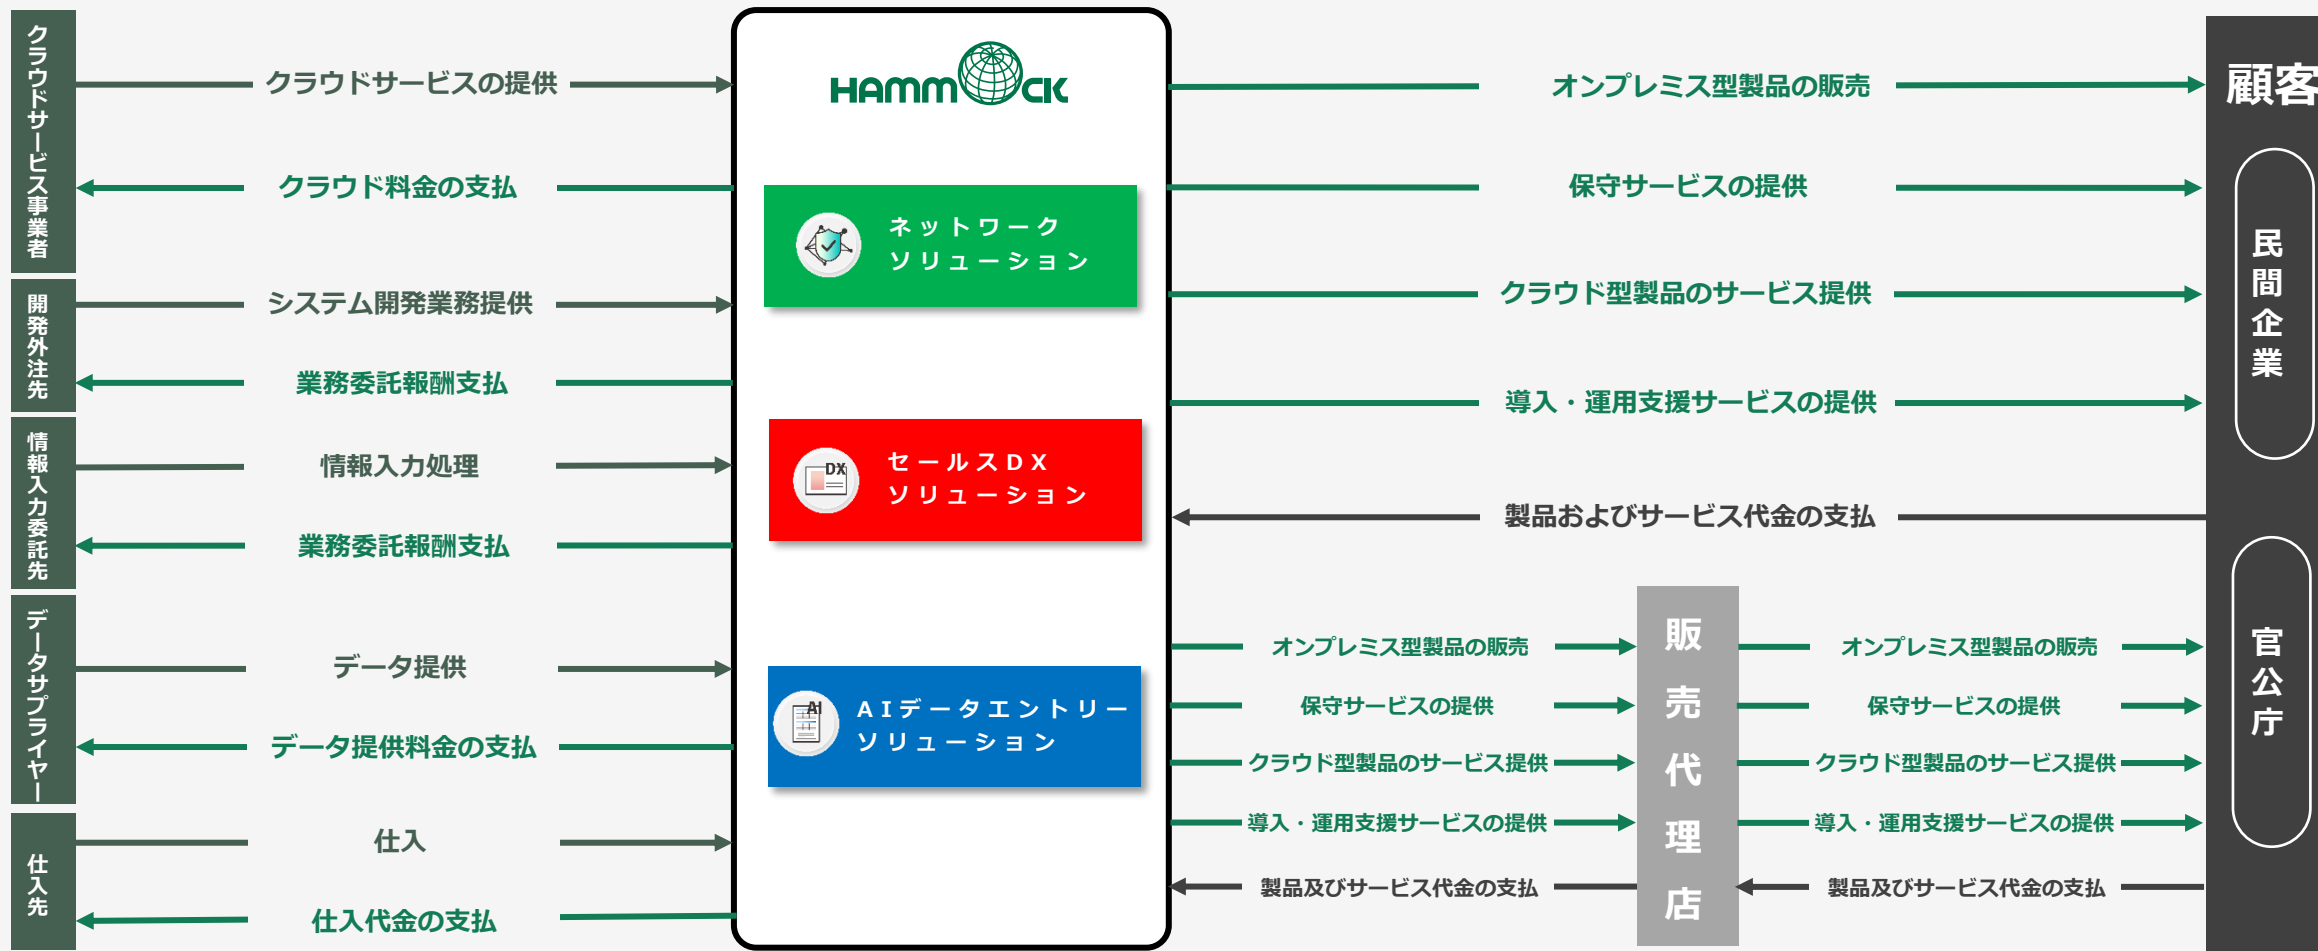 クラウドサービス事業者
クラウドサービスの提供
クラウド料金の支払
開発外注先
システム開発業務提供
業務委託報酬支払
情報入力委託先
情報入力処理
業務委託報酬支払
データサプライヤー
データ提供
データ提供料金の支払
仕入先
仕入
仕入代金の支払
HAMMOCK
ネットワーク
ソリューション
DX
セールスDX
ソリューション
AI
AIデータエントリー
ソリューション
オンプレミス型製品の販売
保守サービスの提供
クラウド型製品のサービス提供
導入・運用支援サービスの提供
製品およびサービス代金の支払
オンプレミス型製品の販売
保守サービスの提供
クラウド型製品のサービス提供
導入・運用支援サービスの提供
製品及びサービス代金の支払
販売代理店
オンプレミス型製品の販売
保守サービスの提供
クラウド型製品のサービス提供
導入・運用支援サービスの提供
製品及びサービス代金の支払
顧客
民間企業
官公庁